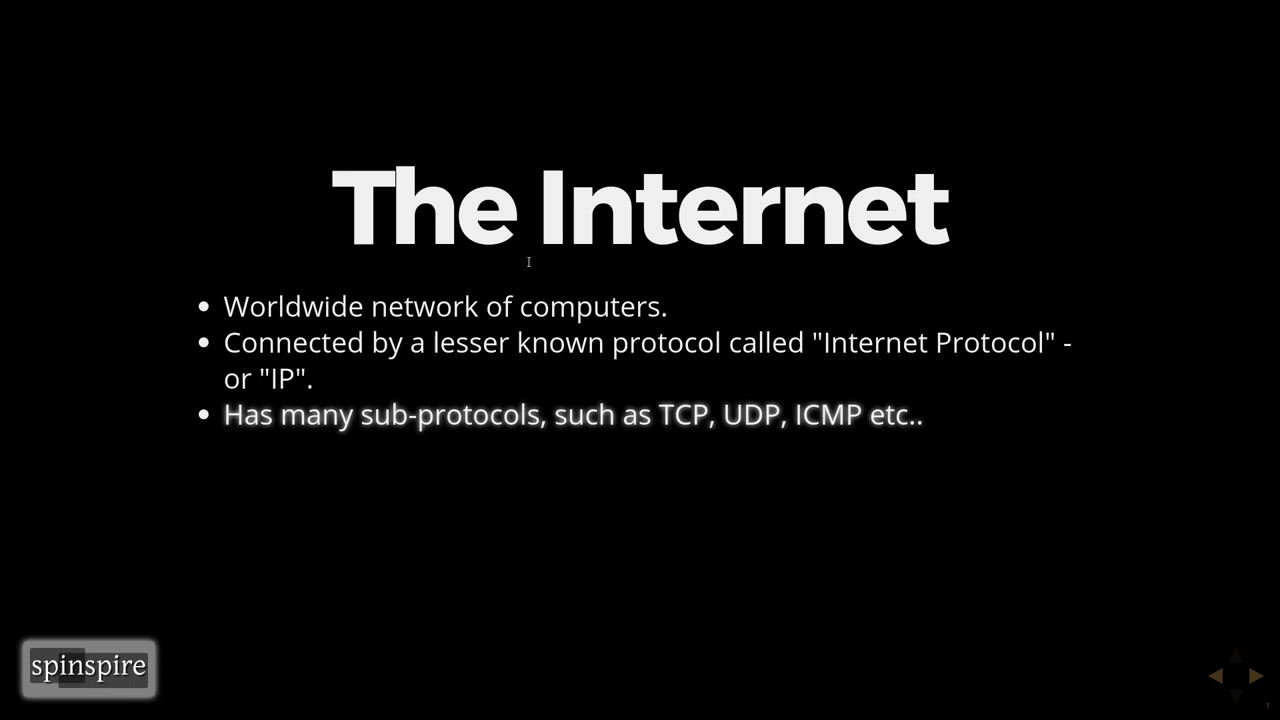 The Internet
Worldwide network of computers.
Connected by a lesser known protocol called "Internet Protocol" -
or "IP".
Has many sub-protocols, such as TCP, UDP, ICMP etc..
spinspire
1